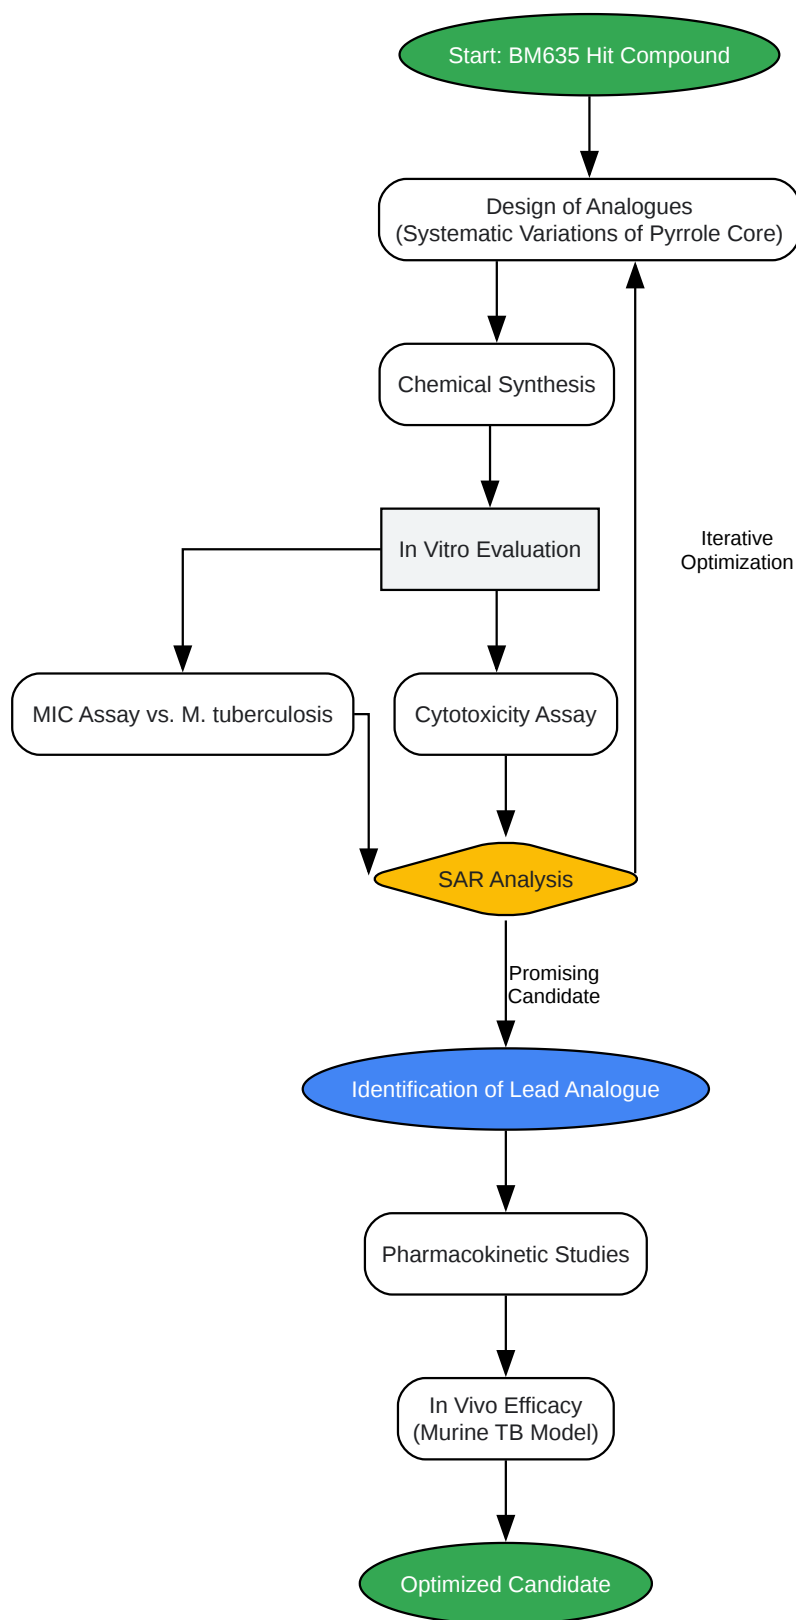 Start: BM635 Hit Compound
Design of Analogues
(Systematic Variations of Pyrrole Core)
Chemical Synthesis
In Vitro Evaluation
Iterative
Optimization
MIC Assay vs. M. tuberculosis
Cytotoxicity Assay
SAR Analysis
Promising
Candidate
Identification of Lead Analogue
Pharmacokinetic Studies
In Vivo Efficacy
(Murine TB Model)
Optimized Candidate